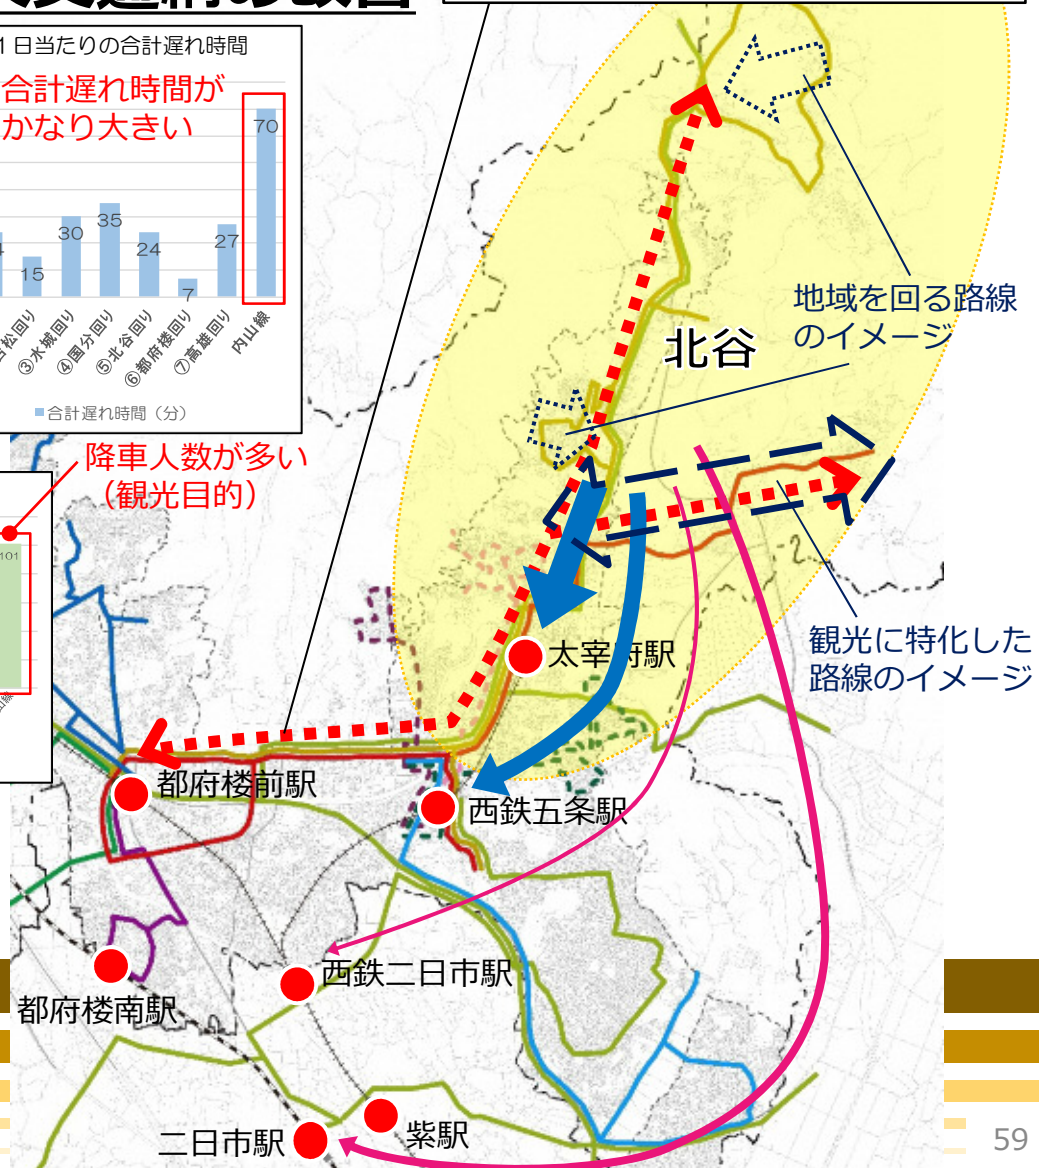 交通網の改善
1日当たりの合計遅れ時間
合計遅れ時間が
かなり大きい
70
35
30
27
24
15
7
③水城回り
④国分回り
⑤北谷回り
⑥都府楼回り
⑦高雄回り
内山線
合計遅れ時間（分）
降車人数が多い
（観光目的）
101
地域を回る路線
のイメージ
北谷
観光に特化した
路線のイメージ
太宰府駅
都府楼前駅
西鉄五条駅
西鉄二日市駅
都府楼南駅
紫駅
二日市駅
59